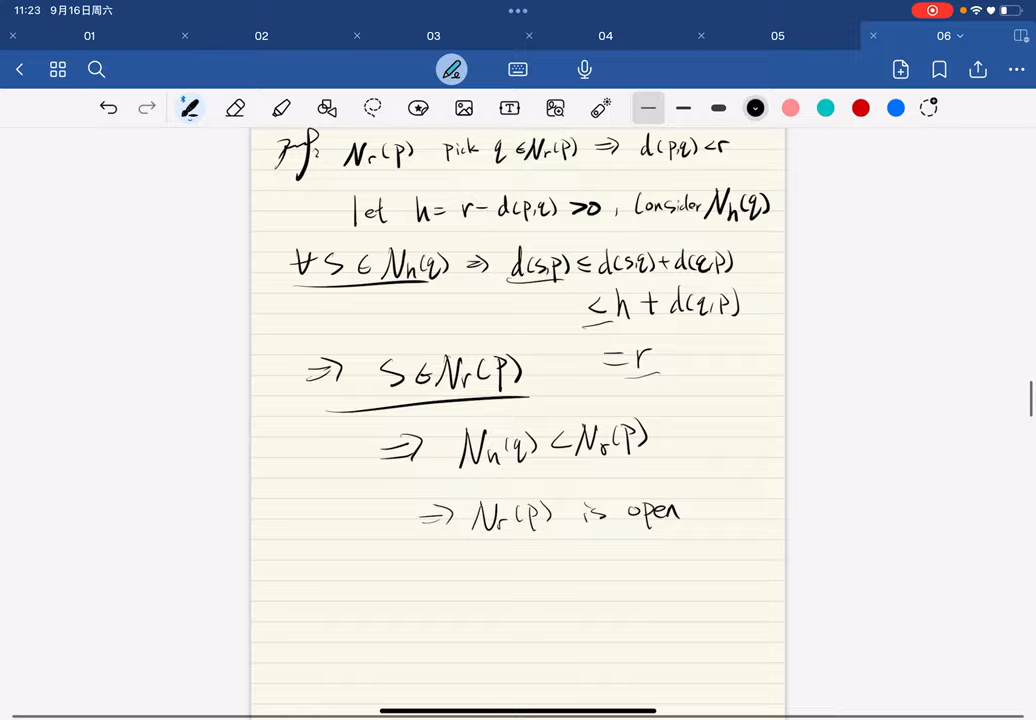 11:23 9月16日周六
01 02 03 04 05 06
Proof: Nr(p) pick q ∈ Nr(p) ⇒ d(p,q) < r
let h = r - d(p,q) > 0 , Consider Nh(q)
∀ S ∈ Nh(q) ⇒ d(s,p) ≤ d(s,q) + d(q,p)
< h + d(q,p)
= r
⇒ S ∈ Nr(p)
⇒ Nh(q) ⊂ Nr(p)
⇒ Nr(p) is open